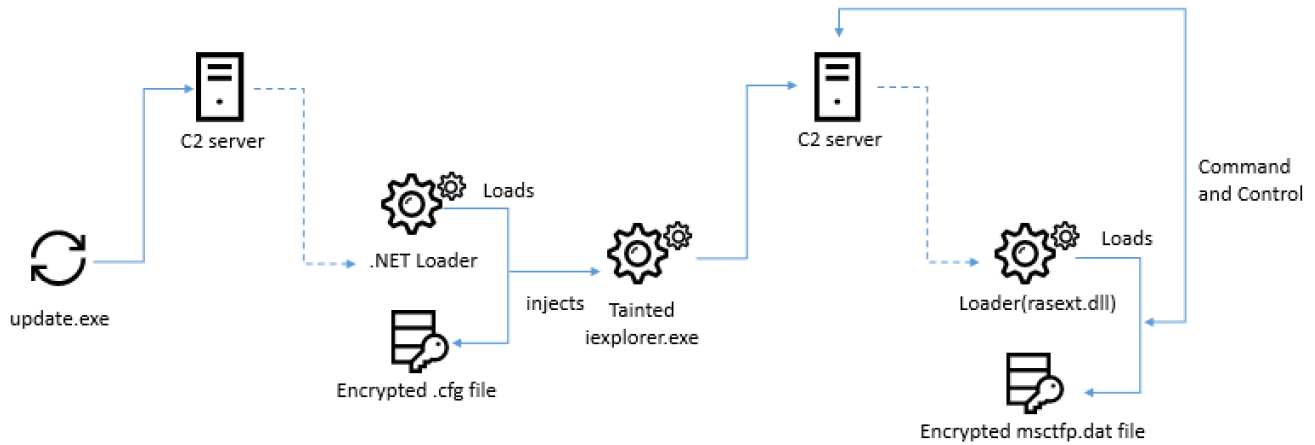 update.exe
C2 server
Loads
.NET Loader
injects
Encrypted .cfg file
Tainted
iexplorer.exe
C2 server
Command
and Control
Loads
Loader(rasext.dll)
Encrypted msctfp.dat file